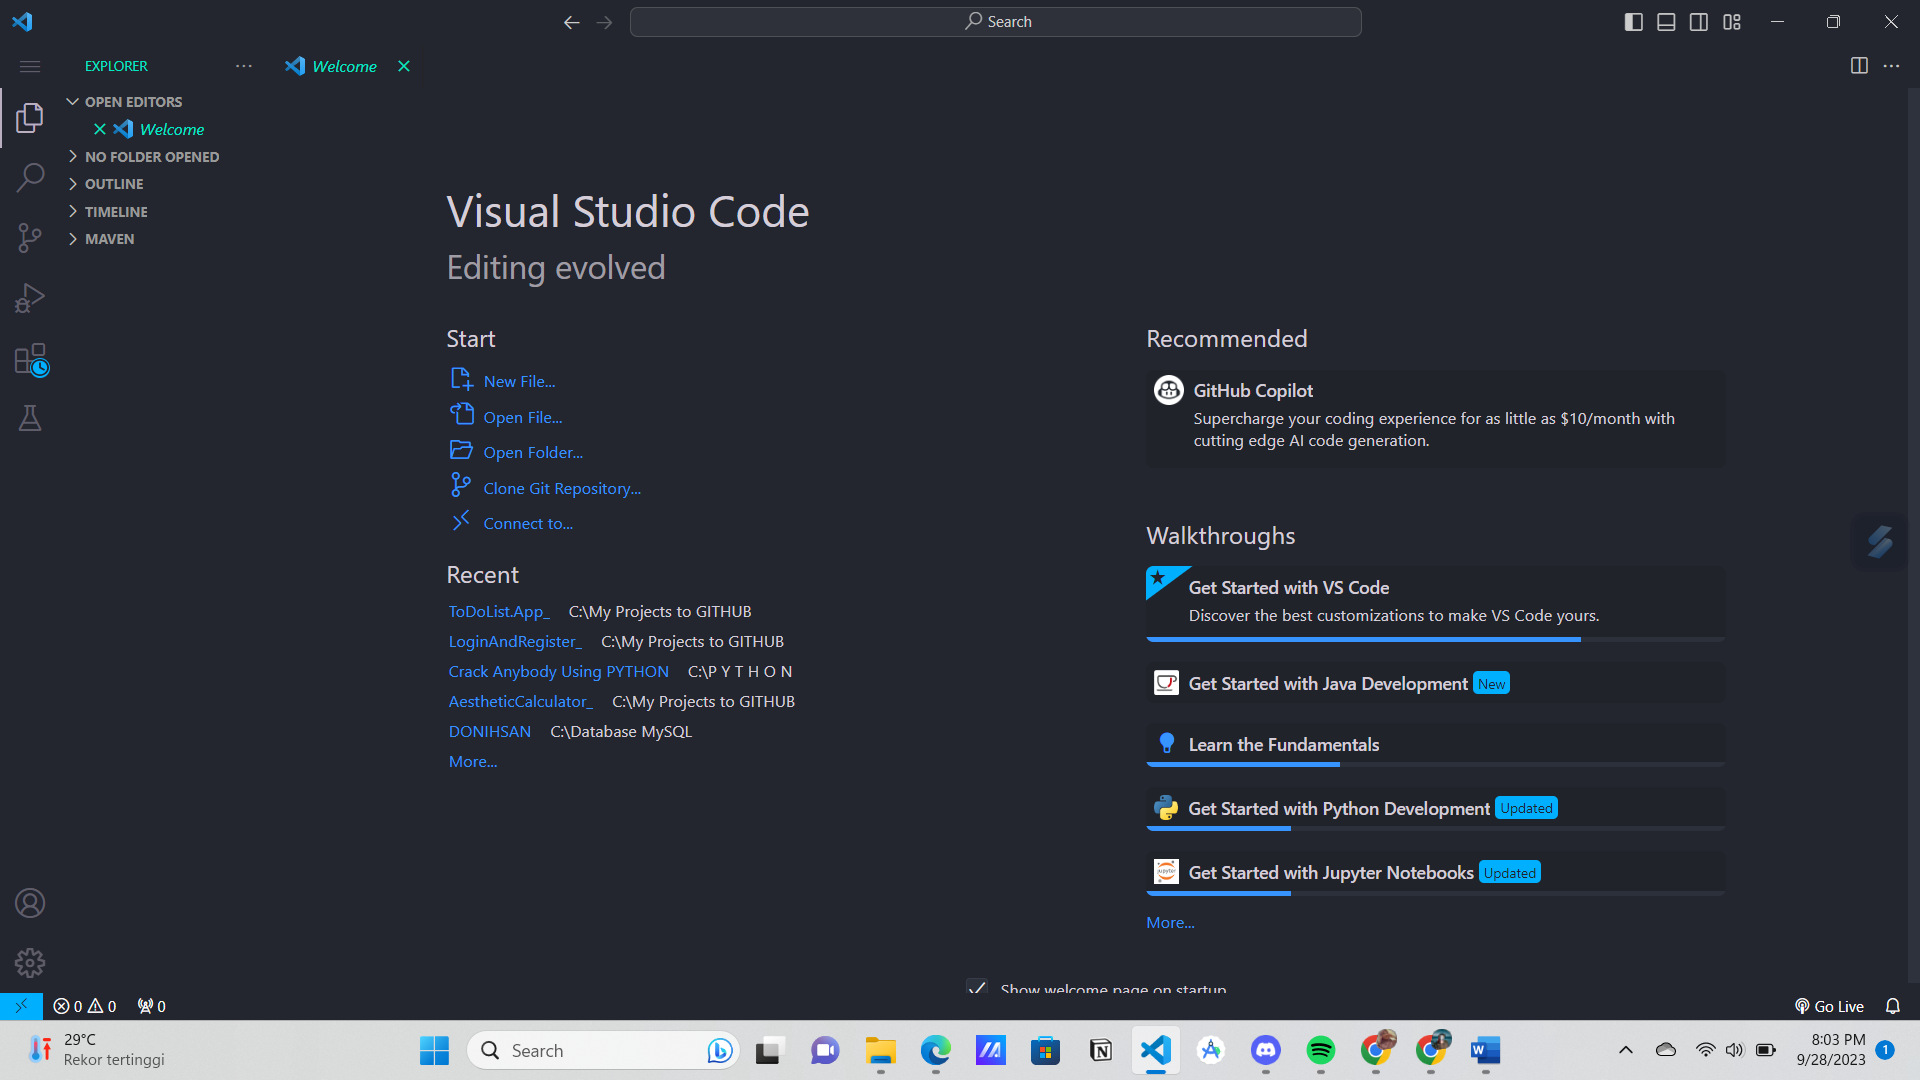 Search
EXPLORER
Welcome
OPEN EDITORS
Welcome
NO FOLDER OPENED
OUTLINE
TIMELINE
MAVEN
Visual Studio Code
Editing evolved
Start
New File...
Open File...
Open Folder...
Clone Git Repository...
Connect to...
Recent
ToDoList.App_ C:\My Projects to GITHUB
LoginAndRegister_ C:\My Projects to GITHUB
Crack Anybody Using PYTHON C:\P Y T H O N
AestheticCalculator_ C:\My Projects to GITHUB
DONIHSAN C:\Database MySQL
More...
Recommended
GitHub Copilot
Supercharge your coding experience for as little as $10/month with
cutting edge AI code generation.
Walkthroughs
Get Started with VS Code
Discover the best customizations to make VS Code yours.
Get Started with Java Development New
Learn the Fundamentals
Get Started with Python Development Updated
Get Started with Jupyter Notebooks Updated
More...
Show welcome page on startup
0 0 0
Go Live
29°C
Rekor tertinggi
Search
8:03 PM
9/28/2023
1